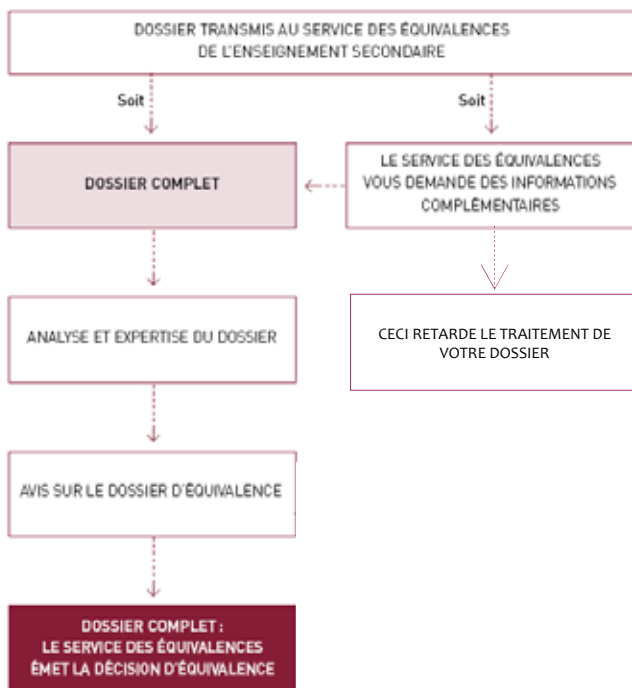 DOSSIER TRANSMIS AU SERVICE DES ÉQUIVALENCES
DE L'ENSEIGNEMENT SECONDAIRE
Soit
Soit
DOSSIER COMPLET
LE SERVICE DES ÉQUIVALENCES
VOUS DEMANDE DES INFORMATIONS
COMPLÉMENTAIRES
ANALYSE ET EXPERTISE DU DOSSIER
CECI RETARDE LE TRAITEMENT DE
VOTRE DOSSIER
AVIS SUR LE DOSSIER D'ÉQUIVALENCE
DOSSIER COMPLET :
LE SERVICE DES ÉQUIVALENCES
ÉMET LA DÉCISION D'ÉQUIVALENCE